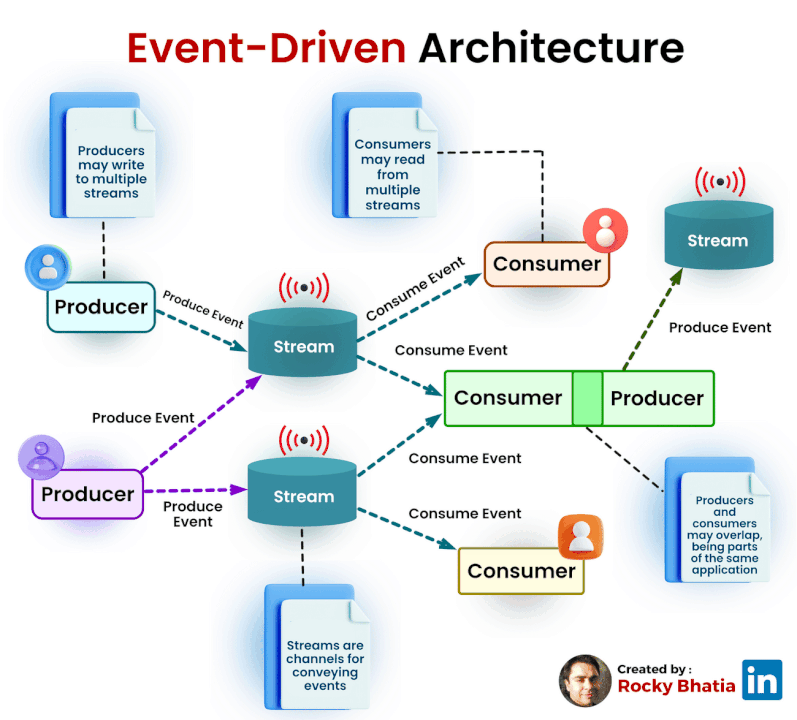 Event-Driven Architecture
Producers
may write
to multiple
streams
Consumers
may read
from
multiple
streams
Stream
Consumer
Producer
Produce Event
Consume Event
Stream
Consume Event
Produce Event
Consumer
Producer
Produce Event
Producer
Stream
Consume Event
Produce
Event
Consume Event
Consumer
Producers
and
consumers
may overlap,
being parts
of the same
application
Streams are
channels for
conveying
events
Created by :
Rocky Bhatia
in